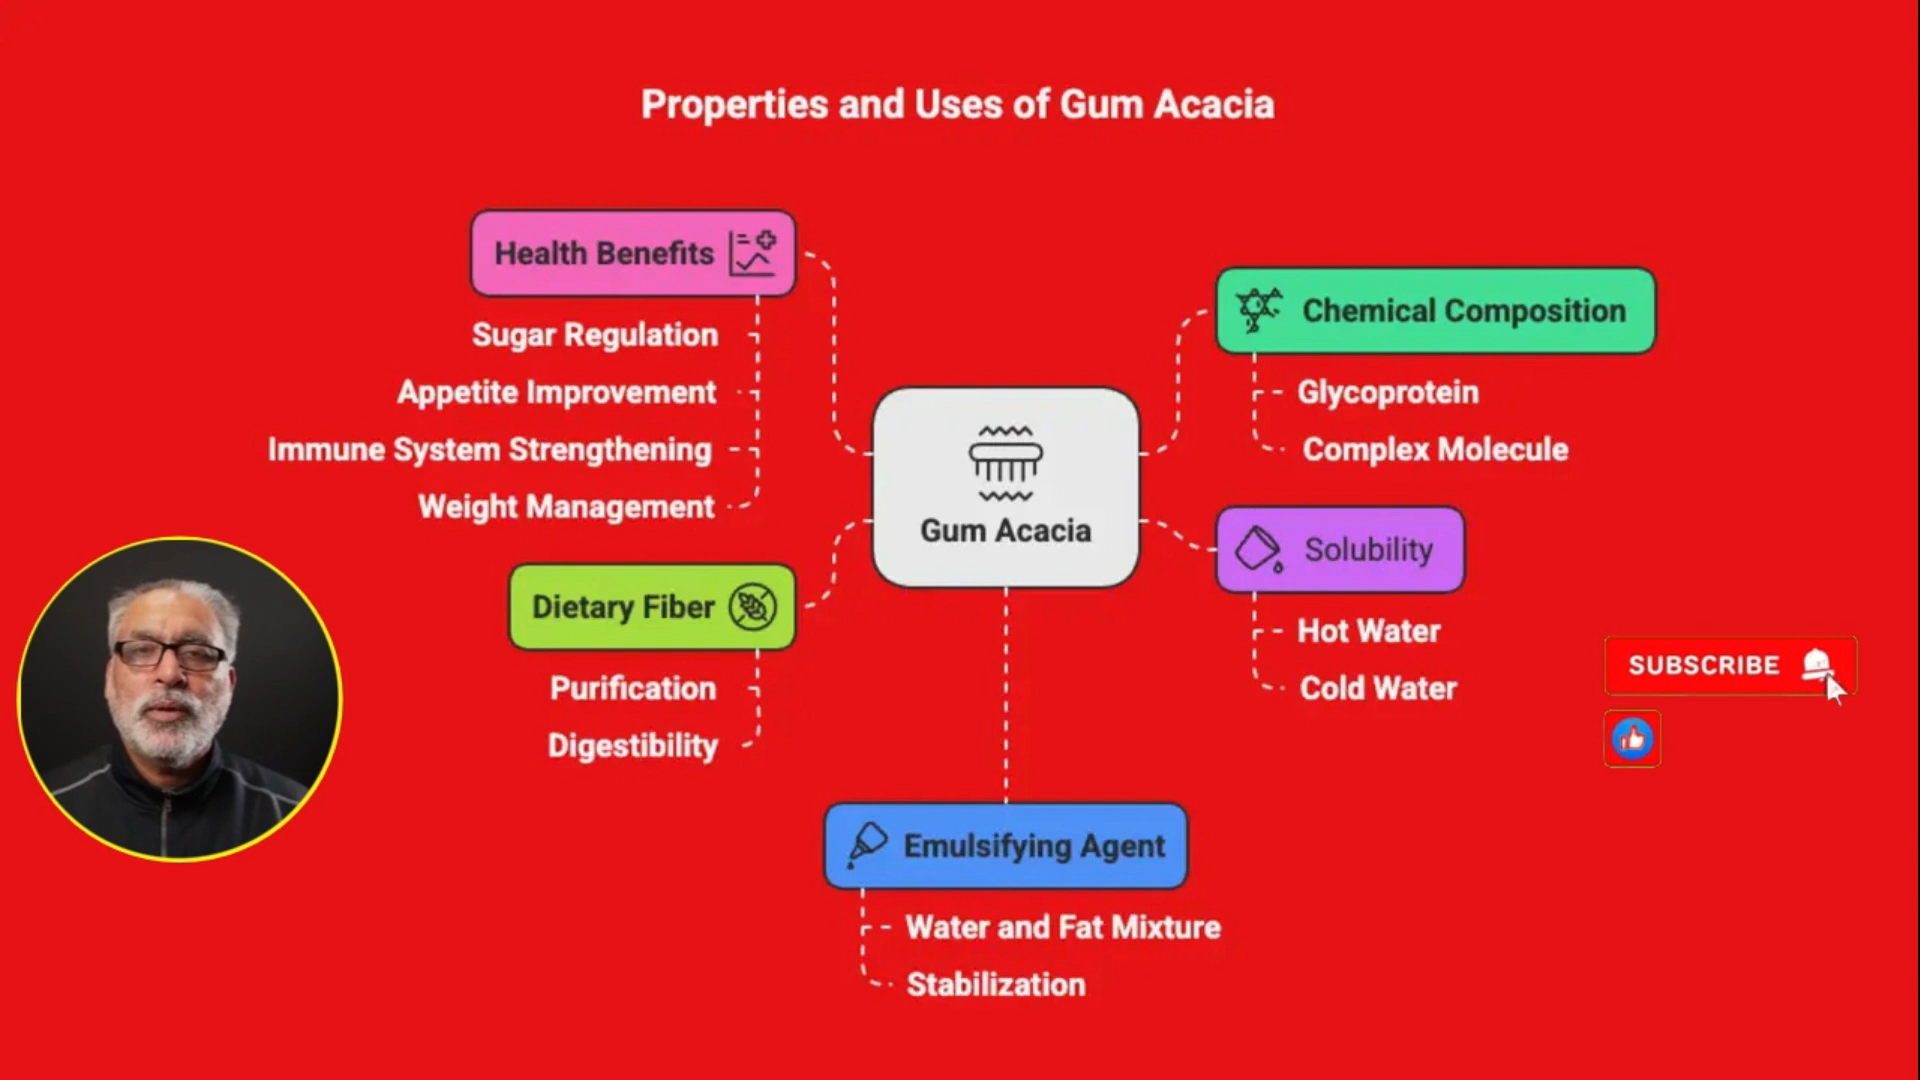 Properties and Uses of Gum Acacia
Health Benefits
Sugar Regulation
Appetite Improvement
Immune System Strengthening
Weight Management
Dietary Fiber
Purification
Digestibility
Gum Acacia
Chemical Composition
Glycoprotein
Complex Molecule
Solubility
Hot Water
Cold Water
Emulsifying Agent
Water and Fat Mixture
Stabilization
SUBSCRIBE